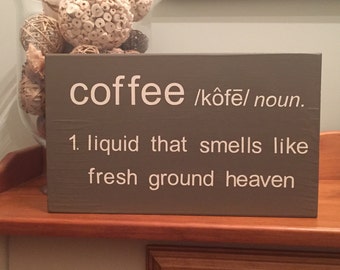 coffee /kôfē/ noun.
1. liquid that smells like
fresh ground heaven